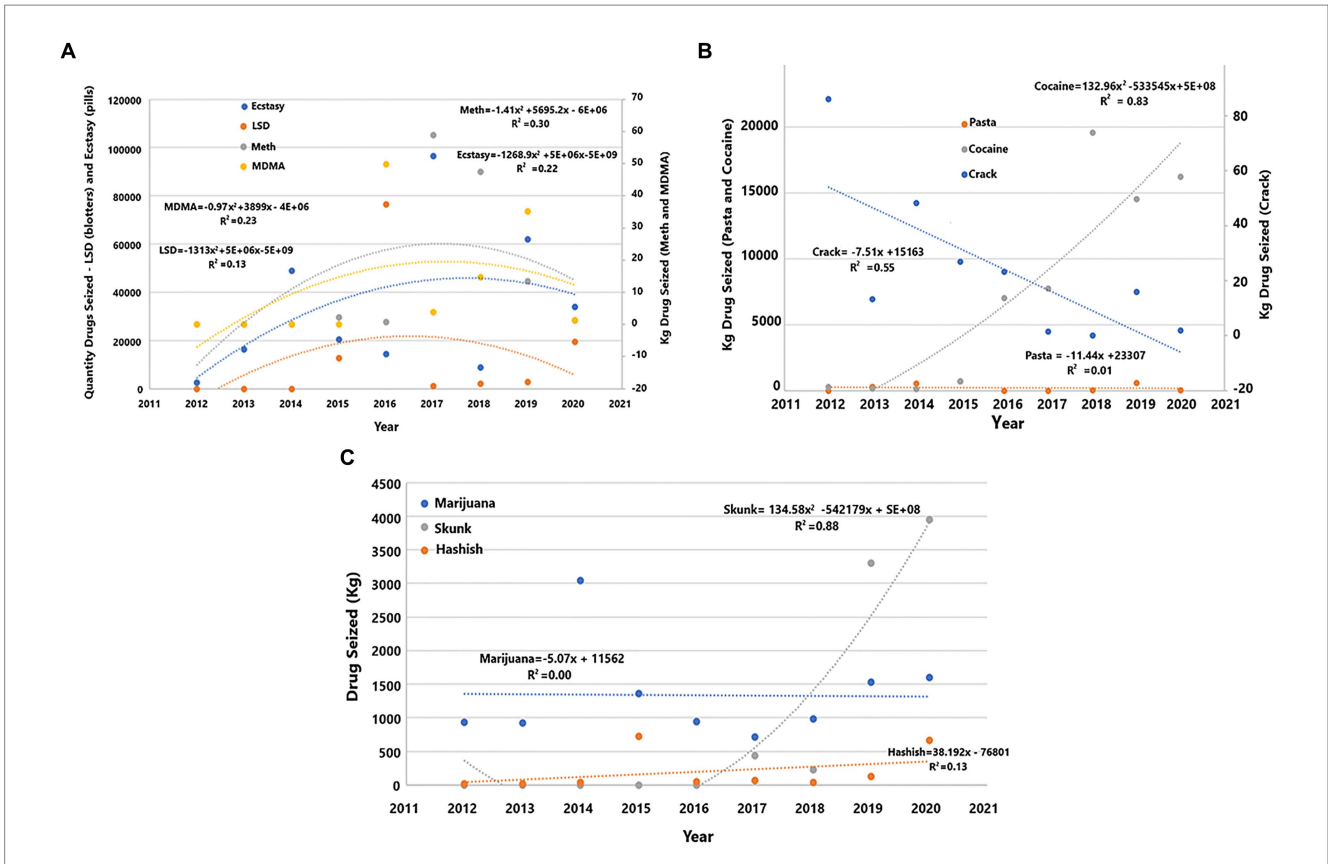 A
Quantity Drugs Seized - LSD (blotters) and Ecstasy (pills)
120000
100000
80000
60000
40000
20000
0
Ecstasy
LSD
Meth
MDMA
Meth=-1.41x² +5695.2x - 6E+06
R² =0.30
Ecstasy=-1268.9x² +5E+06x-5E+09
R² =0.22
MDMA=-0.97x²+3899x - 4E+06
R² =0.23
LSD=-1313x²+5E+06x-5E+09
R² =0.13
70
60
50
40
30
20
10
0
-10
-20
Kg Drug Seized (Meth and MDMA)
2011 2012 2013 2014 2015 2016 2017 2018 2019 2020 2021
Year
B
Kg Drug Seized (Pasta and Cocaine)
20000
15000
10000
5000
0
Cocaine=132.96x² -533545x+5E+08
R² = 0.83
Pasta
Cocaine
Crack
Crack= -7.51x +15163
R² =0.55
Pasta = -11.44x +23307
R² =0.01
80
60
40
20
0
-20
Kg Drug Seized (Crack)
2011 2012 2013 2014 2015 2016 2017 2018 2019 2020 2021
Year
C
Drug Seized (Kg)
4500
4000
3500
3000
2500
2000
1500
1000
500
0
Marijuana
Skunk
Hashish
Skunk= 134.58x² -542179x + SE+08
R² =0.88
Marijuana=-5.07x + 11562
R² =0.00
Hashish=38.192x - 76801
R² =0.13
2011 2012 2013 2014 2015 2016 2017 2018 2019 2020 2021
Year